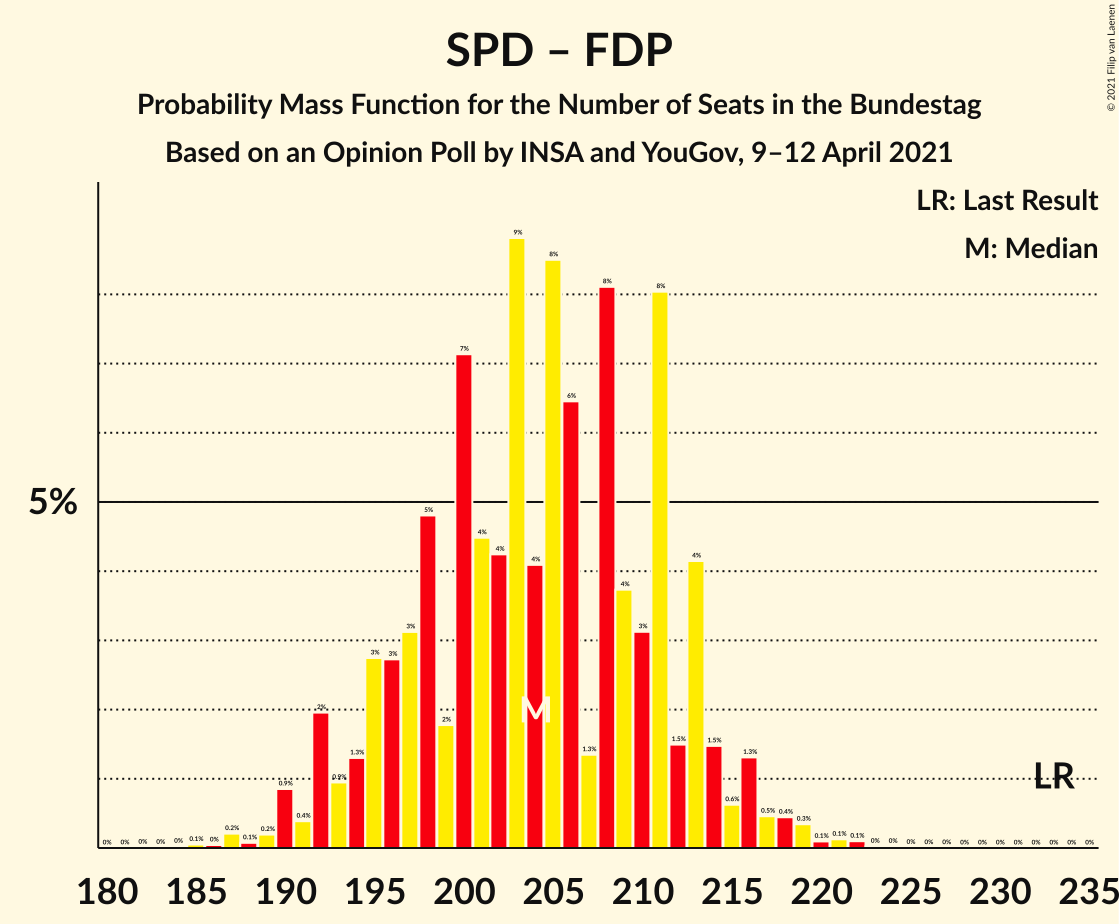 SPD – FDP
Probability Mass Function for the Number of Seats in the Bundestag
Based on an Opinion Poll by INSA and YouGov, 9–12 April 2021
© 2021 Filip van Laenen
LR: Last Result
M: Median
5%
0% 0% 0% 0% 0% 0.1% 0% 0.2% 0.1% 0.2% 0.9% 0.4% 2% 0.9% 1.3% 3% 3% 3% 5% 2% 7% 4% 4% 9% 4% 8% 6% 1.3% 8% 4% 3% 8% 1.5% 4% 1.5% 0.6% 1.3% 0.5% 0.4% 0.3% 0.1% 0.1% 0.1% 0% 0% 0% 0% 0% 0% 0% 0% 0% 0% 0% 0% 0%
M
LR
180 185 190 195 200 205 210 215 220 225 230 235